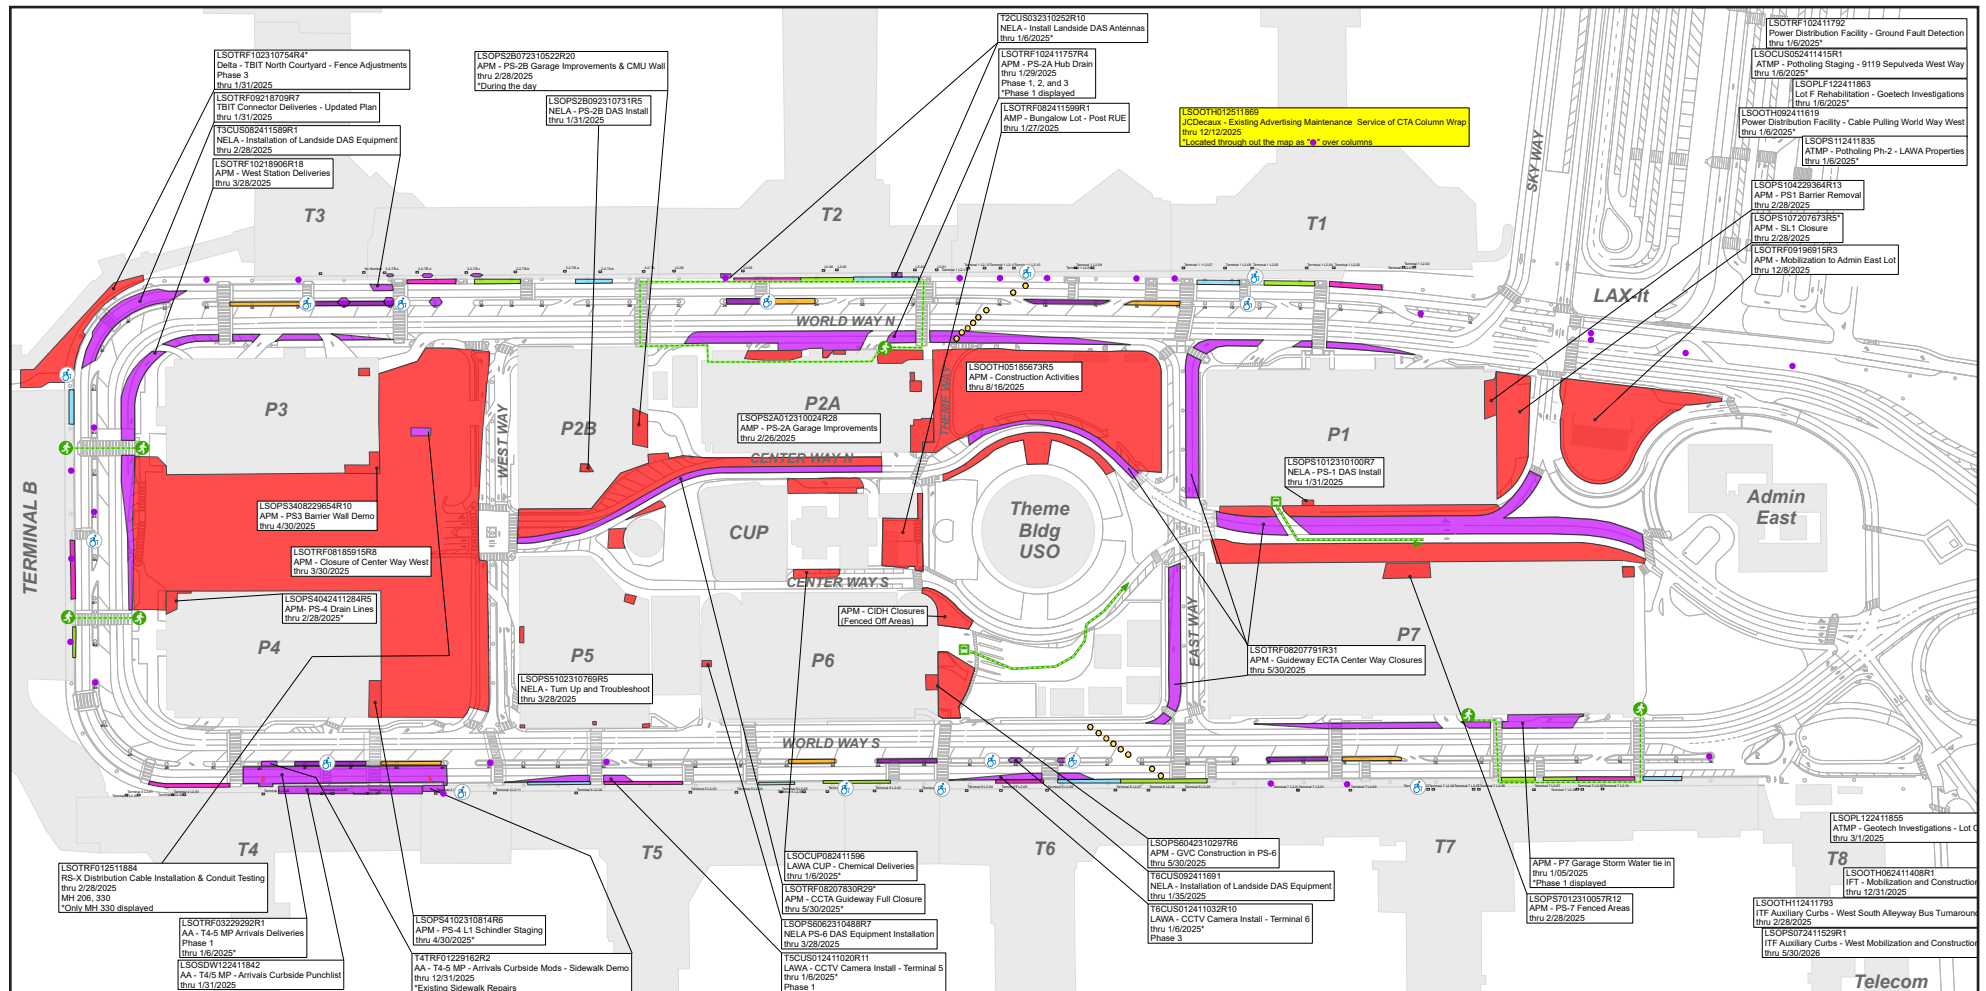 LSOTRF102310754R4*
Delta - TBIT North Courtyard - Fence Adjustments
Phase 3
thru 1/31/2025
LSOTRF09218709R7
TBIT Connector Deliveries - Updated Plan
thru 1/31/2025
T3CUS082411589R1
NELA - Installation of Landside DAS Equipment
thru 2/28/2025
LSOTRF10218906R18
APM - West Station Deliveries
thru 3/28/2025
LSOPS2B072310522R20
APM - PS-2B Garage Improvements & CMU Wall
thru 2/28/2025
*During the day
LSOPS2B092310731R5
NELA - PS-2B DAS Install
thru 1/31/2025
T2CUS032310252R10
NELA - Install Landside DAS Antennas
thru 1/6/2025*
LSOTRF102411757R4
APM - PS-2A Hub Drain
thru 1/29/2025
Phase 1, 2, and 3
*Phase 1 displayed
LSOTRF082411599R1
AMP - Bungalow Lot - Post RUE
thru 1/27/2025
LSOOTH012511869
JCDecaux - Existing Advertising Maintenance Service of CTA Column Wrap
thru 12/12/2025
*Located through out the map as "●" over columns
LSOTRF102411792
Power Distribution Facility - Ground Fault Detection
thru 1/6/2025*
LSOCUS052411415R1
ATMP - Potholing Staging - 9119 Sepulveda West Way
thru 1/6/2025*
LSOPLF122411863
Lot F Rehabilitation - Goetech Investigations
thru 1/6/2025*
LSOOTH092411619
Power Distribution Facility - Cable Pulling World Way West
thru 1/6/2025*
LSOPS112411835
ATMP - Potholing Ph-2 - LAWA Properties
thru 1/6/2025*
LSOPS104229364R13
APM - PS1 Barrier Removal
thru 2/28/2025
LSOPS107207673R5*
APM - SL1 Closure
thru 2/28/2025
LSOTRF09196915R3
APM - Mobilization to Admin East Lot
thru 12/8/2025
T3
T2
T1
SKY WAY
LAX-it
WORLD WAY N
P3
WEST WAY
P2B
P2A
THEME WAY
P1
LSOOTH05185673R5
APM - Construction Activities
thru 8/16/2025
LSOPS2A012310024R28
AMP - PS-2A Garage Improvements
thru 2/26/2025
CENTER WAY N
LSOPS1012310100R7
NELA - PS-1 DAS Install
thru 1/31/2025
TERMINAL B
LSOPS3408229654R10
APM - PS3 Barrier Wall Demo
thru 4/30/2025
LSOTRF08185915R8
APM - Closure of Center Way West
thru 3/30/2025
LSOPS4042411284R5
APM- PS-4 Drain Lines
thru 2/28/2025*
CUP
Theme
Bldg
USO
Admin
East
CENTER WAY S
APM - CIDH Closures
(Fenced Off Areas)
EAST WAY
P4
P5
P6
P7
LSOPS5102310769R5
NELA - Turn Up and Troubleshoot
thru 3/28/2025
LSOTRF08207791R31
APM - Guideway ECTA Center Way Closures
thru 5/30/2025
WORLD WAY S
T4
T5
T6
T7
T8
LSOTRF012511884
RS-X Distribution Cable Installation & Conduit Testing
thru 2/28/2025
MH 206, 330
*Only MH 330 displayed
LSOTRF03229292R1
AA - T4-5 MP Arrivals Deliveries
Phase 1
thru 1/6/2025*
LSOSDW122411842
AA - T4/5 MP - Arrivals Curbside Punchlist
thru 1/31/2025
LSOPS4102310814R6
APM - PS-4 L1 Schindler Staging
thru 4/30/2025*
T4TRF01229162R2
AA - T4-5 MP - Arrivals Curbside Mods - Sidewalk Demo
thru 12/31/2025
*Existing Sidewalk Repairs
LSOCUP082411596
LAWA CUP - Chemical Deliveries
thru 1/6/2025*
LSOTRF08207830R29*
APM - CCTA Guideway Full Closure
thru 5/30/2025*
LSOPS6062310488R7
NELA PS-6 DAS Equipment Installation
thru 3/28/2025
T5CUS012411020R11
LAWA - CCTV Camera Install - Terminal 5
thru 1/6/2025*
Phase 1
LSOPS6042310297R6
APM - GVC Construction in PS-6
thru 5/30/2025
T6CUS092411691
NELA - Installation of Landside DAS Equipment
thru 1/35/2025
T6CUS012411032R10
LAWA - CCTV Camera Install - Terminal 6
thru 1/6/2025*
Phase 3
APM - P7 Garage Storm Water tie in
thru 1/05/2025
*Phase 1 displayed
LSOPS7012310057R12
APM - PS-7 Fenced Areas
thru 2/28/2025
LSOPL122411855
ATMP - Geotech Investigations - Lot C
thru 3/1/2025
LSOOTH062411408R1
IFT - Mobilization and Constructio
thru 12/31/2025
LSOOTH112411793
ITF Auxiliary Curbs - West South Alleyway Bus Turnaroun
thru 2/28/2025
LSOPS072411529R1
ITF Auxiliary Curbs - West Mobilization and Constructio
thru 5/30/2026
Telecom